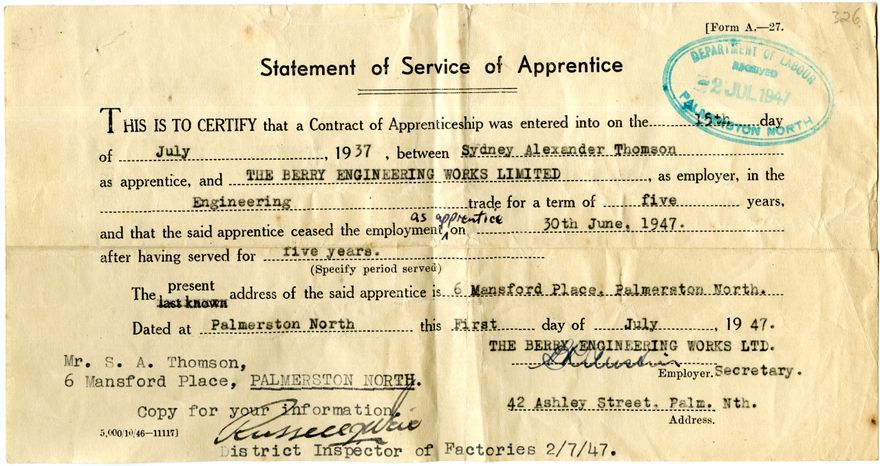 326
[Form A.—27.
Statement of Service of Apprentice
DEPARTMENT OF LABOUR
RECEIVED
2 JUL 1947
PALMERSTON NORTH
THIS IS TO CERTIFY that a Contract of Apprenticeship was entered into on the 15th day
of July, 1937, between Sydney Alexander Thomson
as apprentice, and THE BERRY ENGINEERING WORKS LIMITED, as employer, in the
Engineering trade for a term of five years,
as apprentice
and that the said apprentice ceased the employment on 30th June, 1947.
after having served for five years.
(Specify period served)
present
The last known address of the said apprentice is 6 Mansford Place, Palmerston North.
Dated at Palmerston North this First day of July, 1947.
THE BERRY ENGINEERING WORKS LTD.
Mr. S. A. Thomson,
Employer. Secretary.
6 Mansford Place, PALMERSTON NORTH.
Copy for your information.
42 Ashley Street. Palm. Nth.
Address.
5,000/10/46—11117]
District Inspector of Factories 2/7/47.